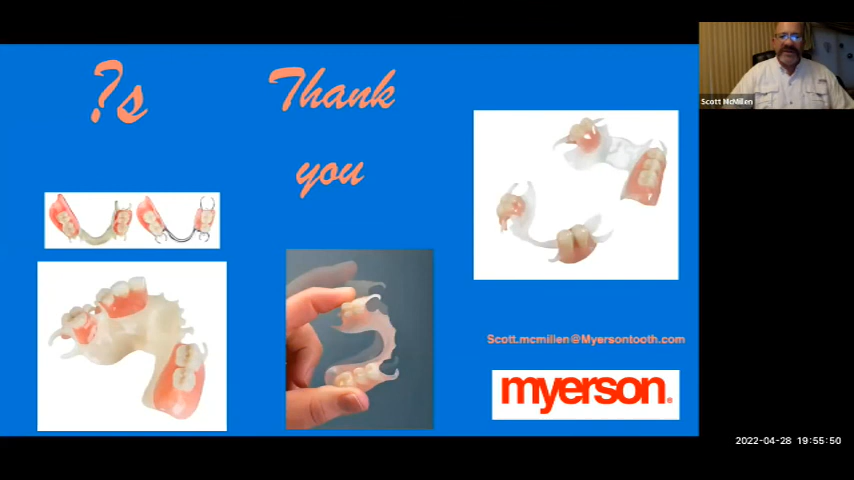 ?s
Thank
you
Scott McMillen
Scott.mcmillen@Myersontooth.com
myerson®
2022-04-28 19:55:50